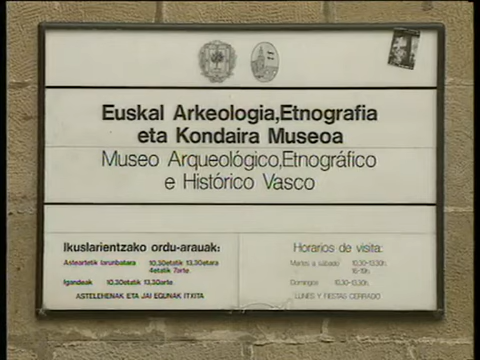 Euskal Arkeologia,Etnografia
eta Kondaira Museoa
Museo Arqueológico,Etnográfico
e Histórico Vasco
Ikuslarientzako ordu-arauak:
Asteartetik larunbatara 10,30etatik 13,30etara
4etatik 7arte.
Igandeak 10,30etatik 13,30arte
ASTELEHENAK ETA JAI EGUNAK ITXITA
Horarios de visita:
Martes a sábado 10,30-13,30h.
16-19h.
Domingos 10,30-13,30h.
LUNES Y FIESTAS CERRADO